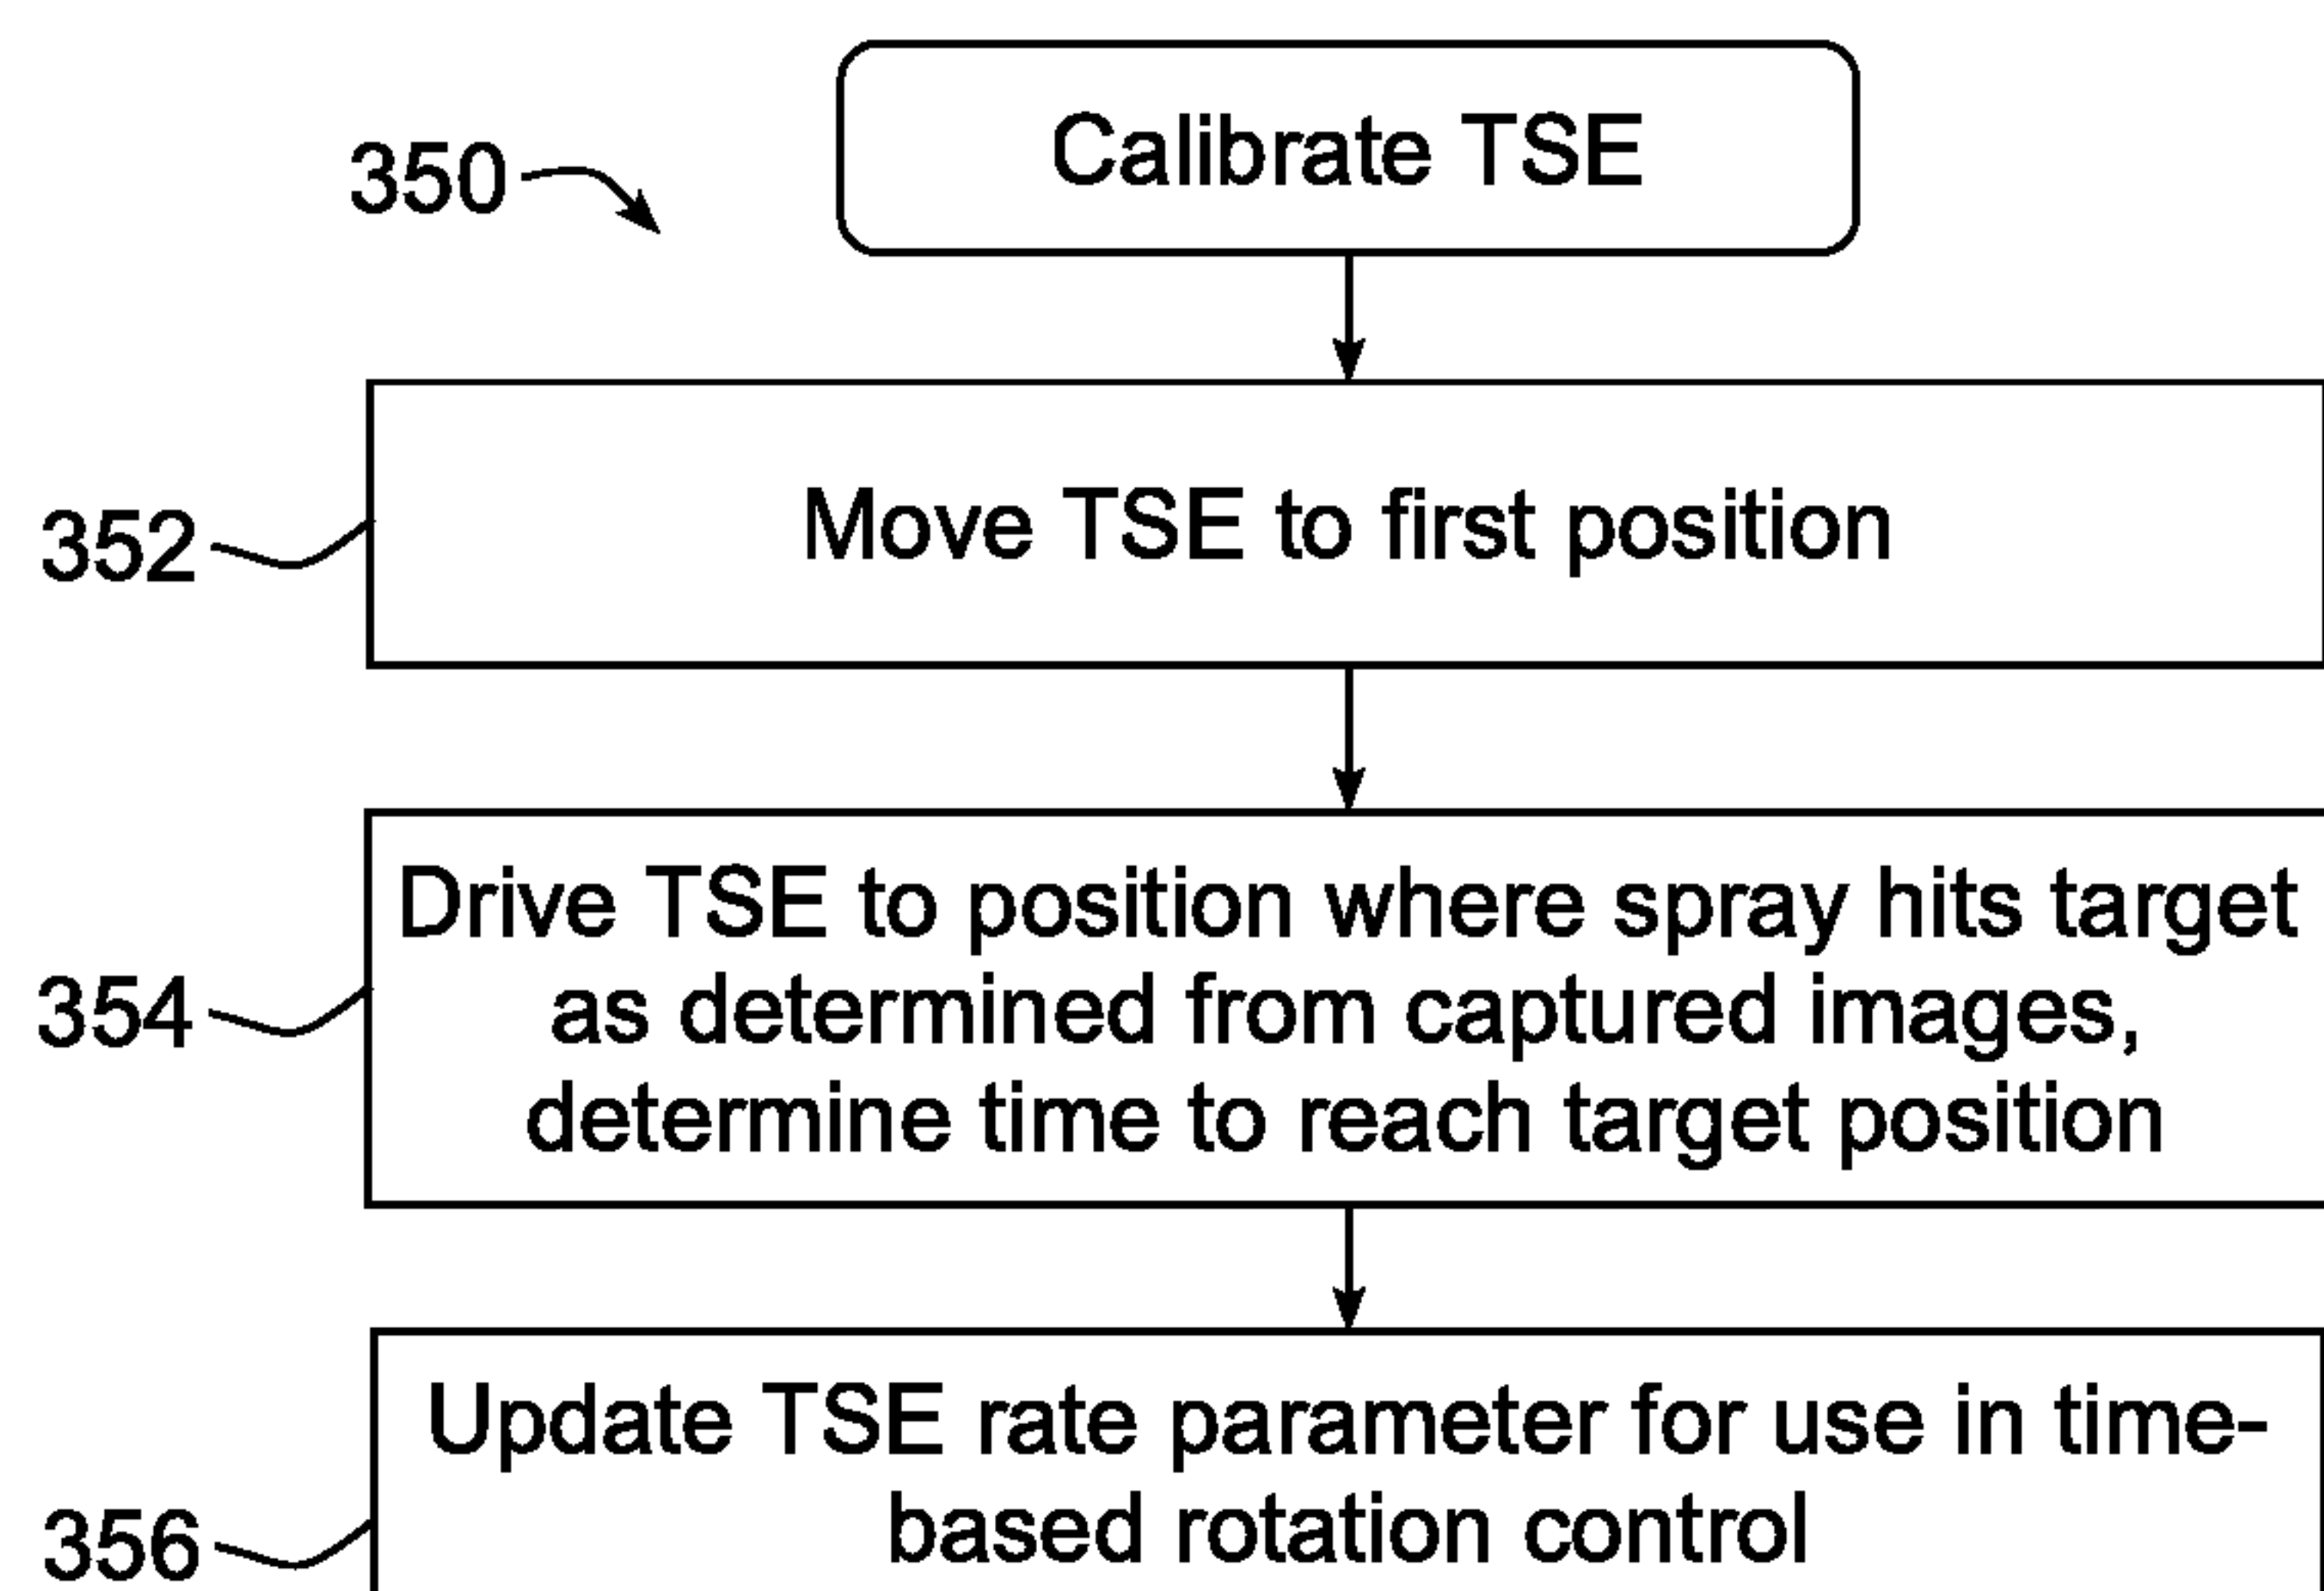 Calibrate TSE
350
Move TSE to first position
352
Drive TSE to position where spray hits target
as determined from captured images,
determine time to reach target position
354
Update TSE rate parameter for use in time-
based rotation control
356